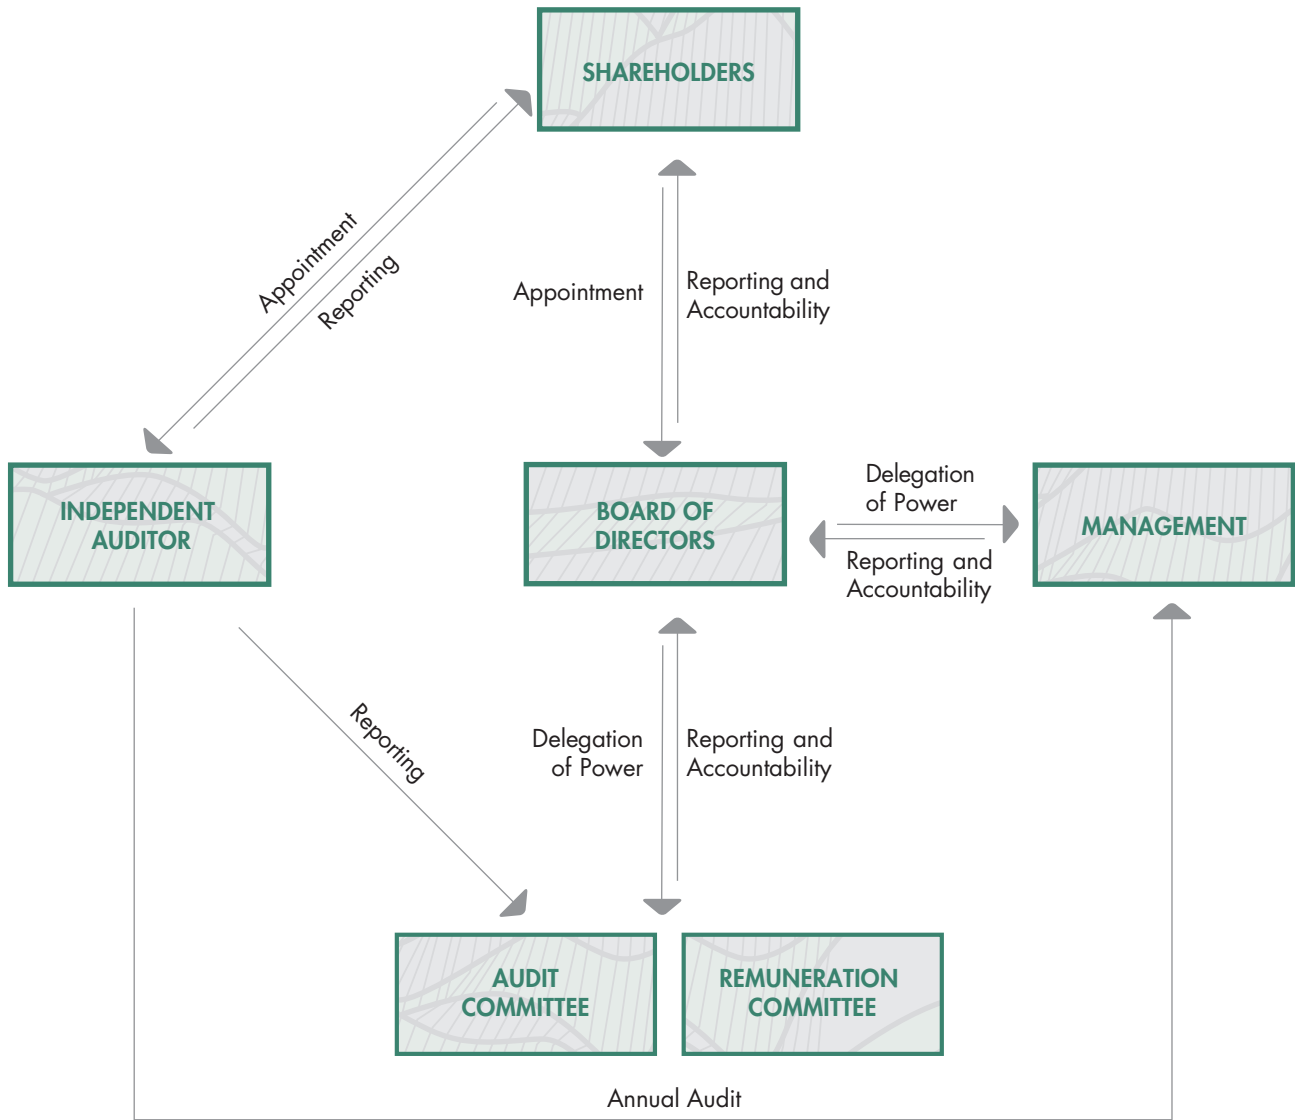 SHAREHOLDERS
Appointment
Reporting
Appointment
Reporting and
Accountability
INDEPENDENT
AUDITOR
BOARD OF
DIRECTORS
Delegation
of Power
Reporting and
Accountability
MANAGEMENT
Reporting
Delegation
of Power
Reporting and
Accountability
AUDIT
COMMITTEE
REMUNERATION
COMMITTEE
Annual Audit